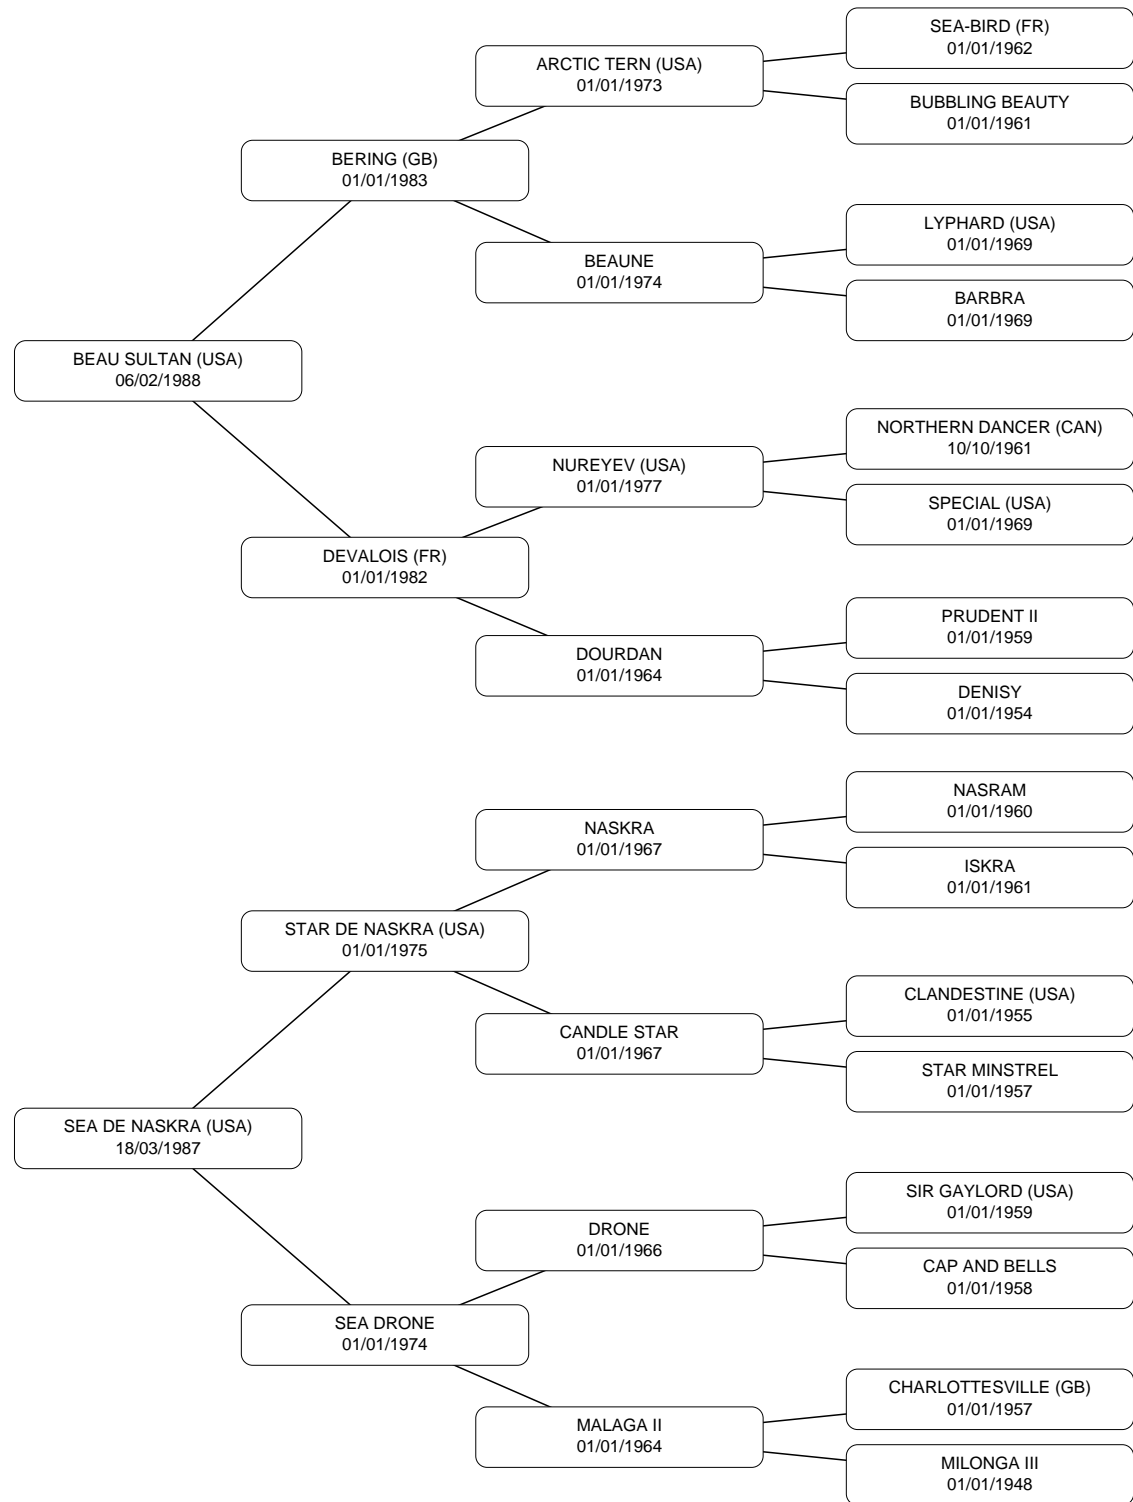 SEA-BIRD (FR)
01/01/1962
ARCTIC TERN (USA)
01/01/1973
BUBBLING BEAUTY
01/01/1961
BERING (GB)
01/01/1983
LYPHARD (USA)
01/01/1969
BEAUNE
01/01/1974
BARBRA
01/01/1969
BEAU SULTAN (USA)
06/02/1988
NORTHERN DANCER (CAN)
10/10/1961
NUREYEV (USA)
01/01/1977
SPECIAL (USA)
01/01/1969
DEVALOIS (FR)
01/01/1982
PRUDENT II
01/01/1959
DOURDAN
01/01/1964
DENISY
01/01/1954
NASRAM
01/01/1960
NASKRA
01/01/1967
ISKRA
01/01/1961
STAR DE NASKRA (USA)
01/01/1975
CLANDESTINE (USA)
01/01/1955
CANDLE STAR
01/01/1967
STAR MINSTREL
01/01/1957
SEA DE NASKRA (USA)
18/03/1987
SIR GAYLORD (USA)
01/01/1959
DRONE
01/01/1966
CAP AND BELLS
01/01/1958
SEA DRONE
01/01/1974
CHARLOTTESVILLE (GB)
01/01/1957
MALAGA II
01/01/1964
MILONGA III
01/01/1948